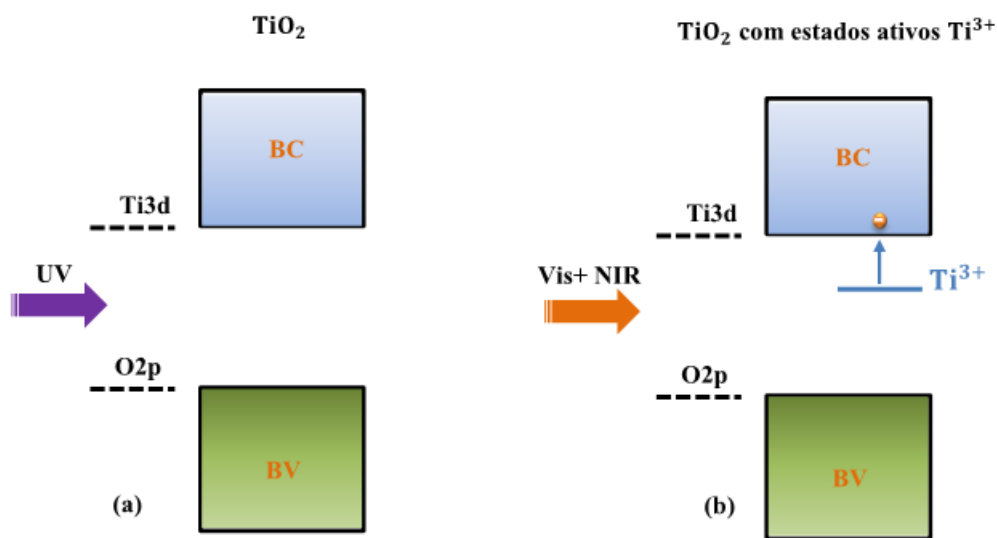 TiO₂
BC
Ti3d
UV
O2p
BV
(a)
TiO₂ com estados ativos Ti³⁺
BC
Ti3d
Vis+ NIR
Ti³⁺
O2p
BV
(b)